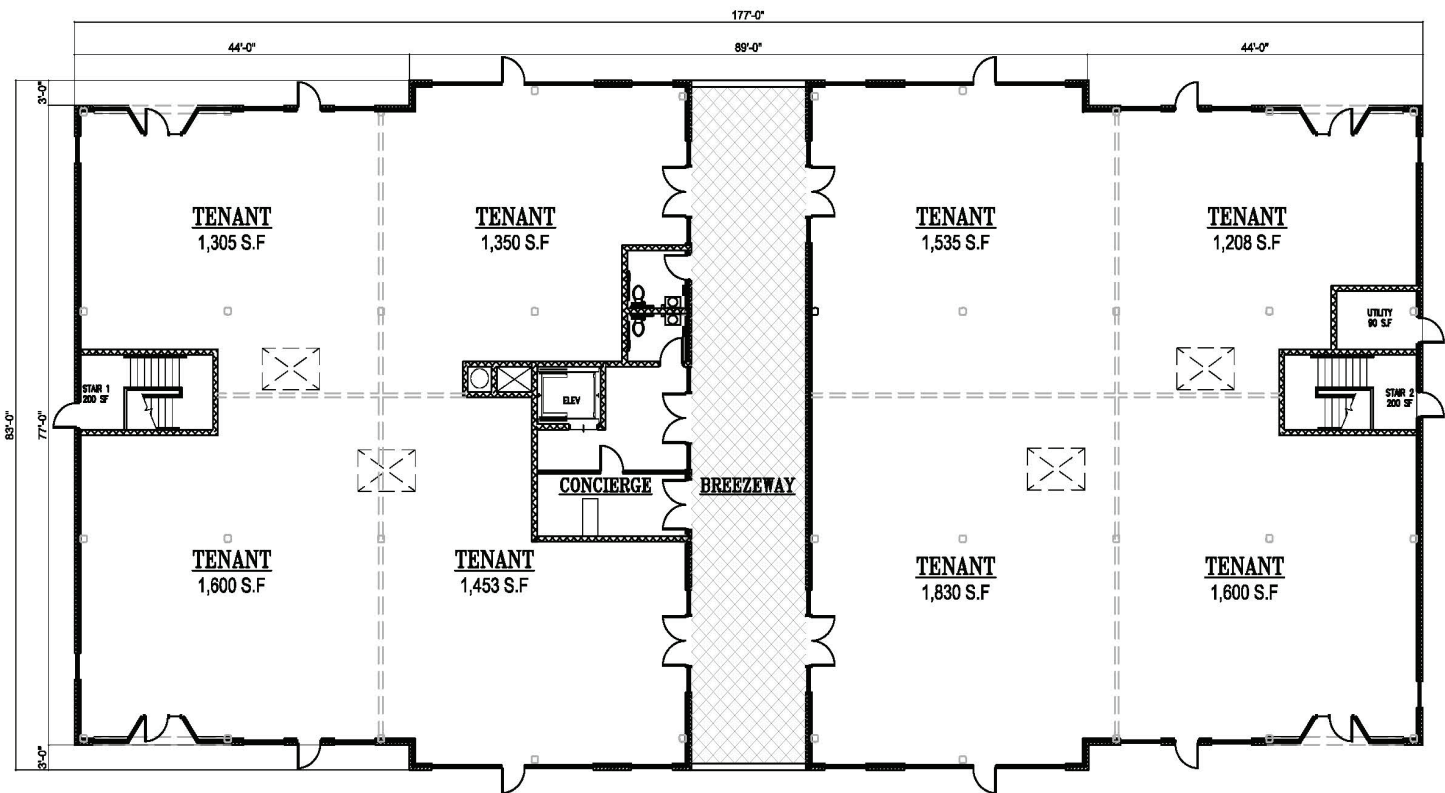 177'-0"
44'-0"
89'-0"
44'-0"
3'-0"
TENANT
1,305 S.F
TENANT
1,350 S.F
TENANT
1,535 S.F
TENANT
1,208 S.F
UTILITY
90 S.F
STAIR 1
200 SF
ELEV
STAIR 2
200 SF
83'-0"
77'-0"
CONCIERGE
BREEZEWAY
TENANT
1,600 S.F
TENANT
1,453 S.F
TENANT
1,830 S.F
TENANT
1,600 S.F
3'-0"